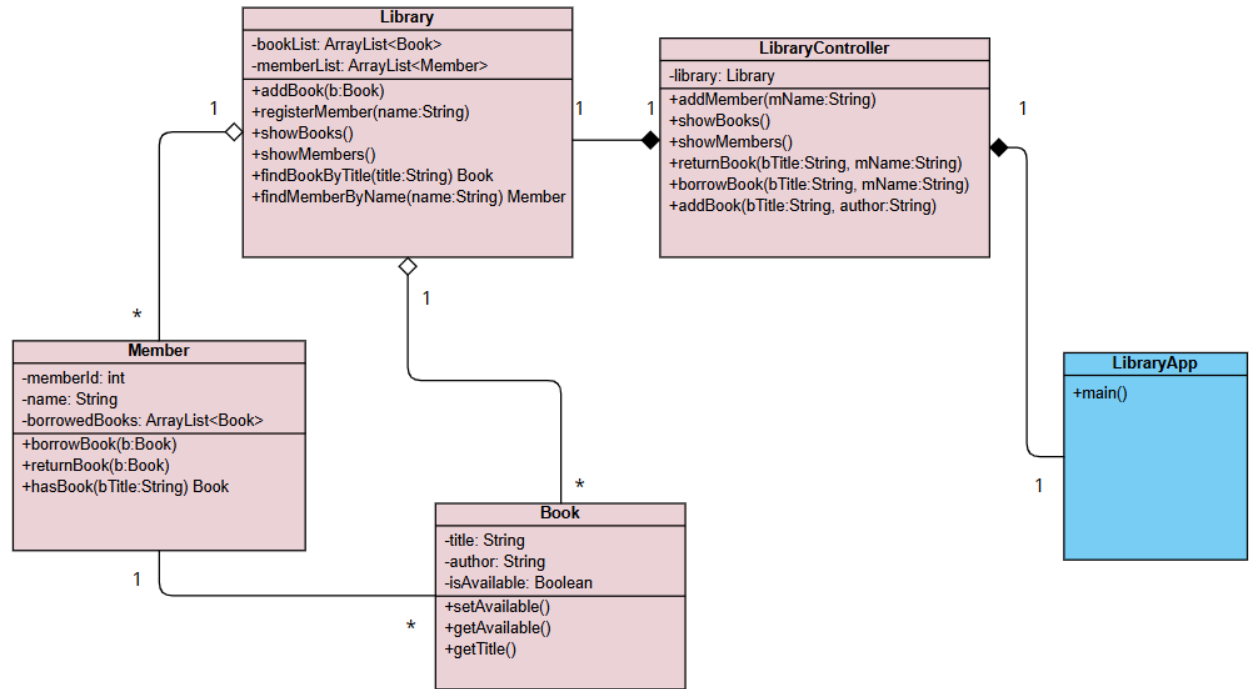 Library
-bookList: ArrayList<Book>
-memberList: ArrayList<Member>
+addBook(b:Book)
+registerMember(name:String)
+showBooks()
+showMembers()
+findBookByTitle(title:String) Book
+findMemberByName(name:String) Member
1
1
1
LibraryController
-library: Library
+addMember(mName:String)
+showBooks()
+showMembers()
+returnBook(bTitle:String, mName:String)
+borrowBook(bTitle:String, mName:String)
+addBook(bTitle:String, author:String)
1
1
*
Member
-memberId: int
-name: String
-borrowedBooks: ArrayList<Book>
+borrowBook(b:Book)
+returnBook(b:Book)
+hasBook(bTitle:String) Book
1
*
*
Book
-title: String
-author: String
-isAvailable: Boolean
+setAvailable()
+getAvailable()
+getTitle()
LibraryApp
+main()
1